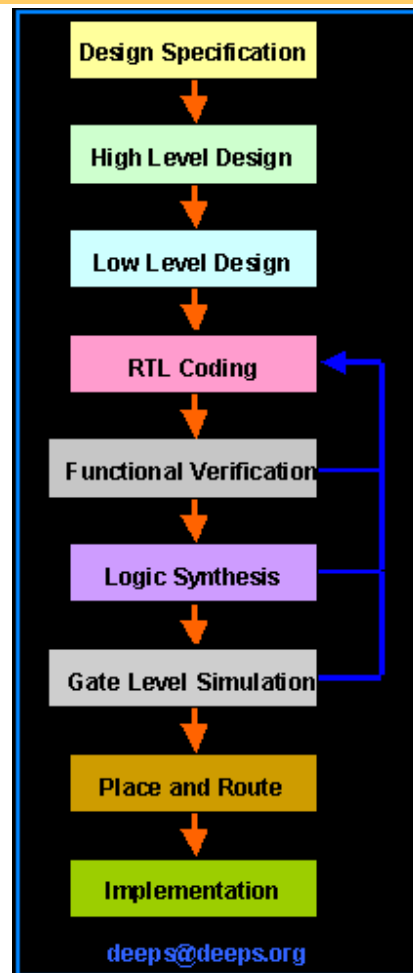 Design Specification
High Level Design
Low Level Design
RTL Coding
Functional Verification
Logic Synthesis
Gate Level Simulation
Place and Route
Implementation
deeps@deeps.org